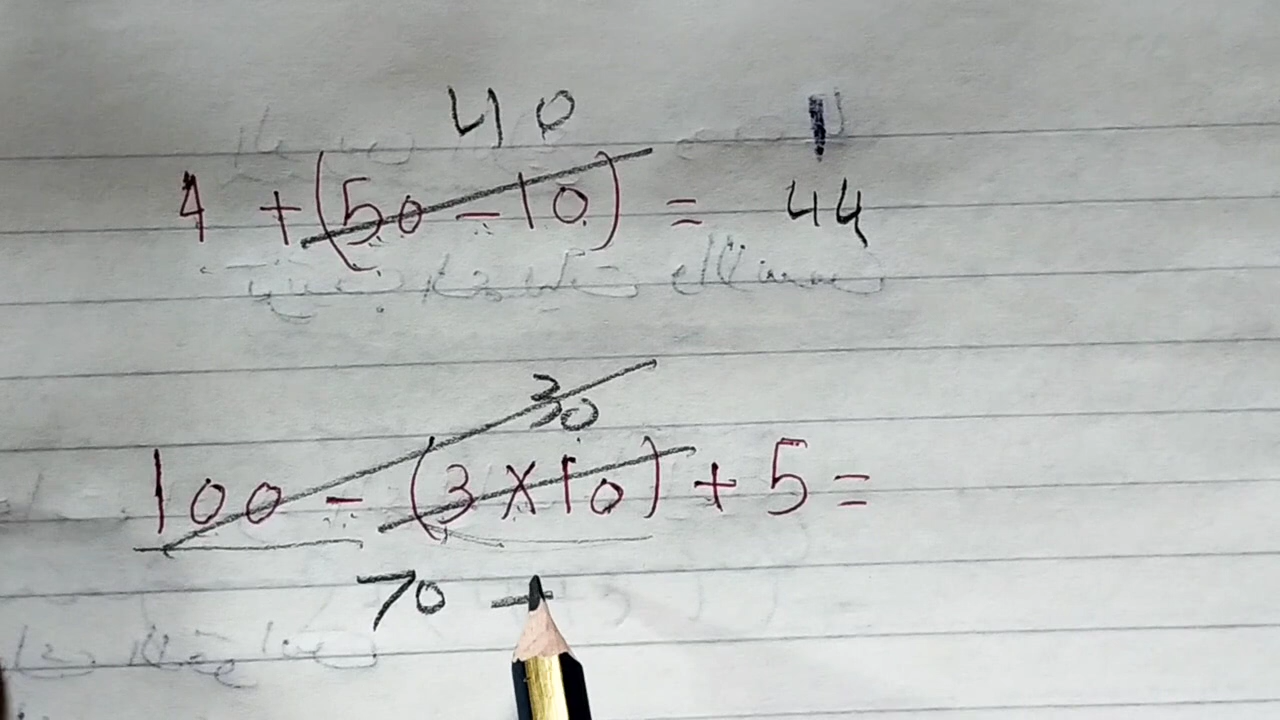 40
4 + (50 - 10) = 44
30
100 - (3 x 10) + 5 =
70